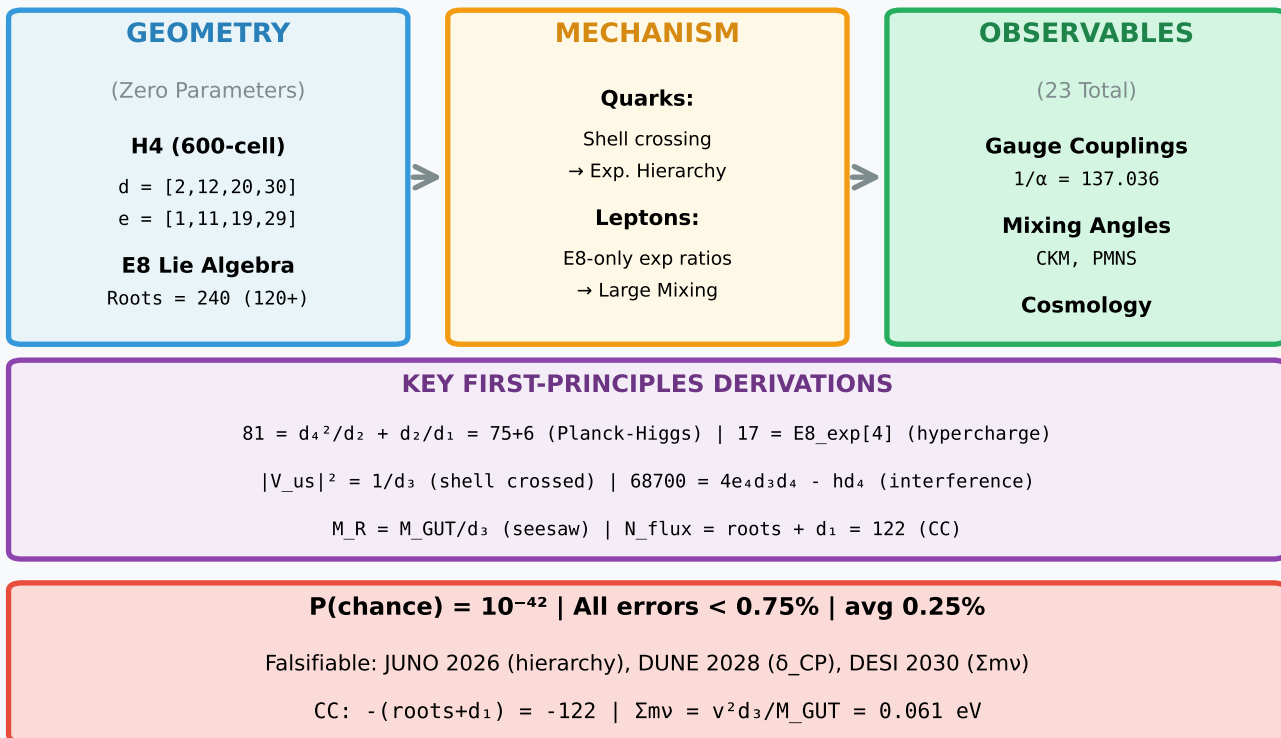 GEOMETRY
(Zero Parameters)
H4 (600-cell)
d = [2,12,20,30]
e = [1,11,19,29]
E8 Lie Algebra
Roots = 240 (120+)
MECHANISM
Quarks:
Shell crossing
→ Exp. Hierarchy
Leptons:
E8-only exp ratios
→ Large Mixing
OBSERVABLES
(23 Total)
Gauge Couplings
1/α = 137.036
Mixing Angles
CKM, PMNS
Cosmology
KEY FIRST-PRINCIPLES DERIVATIONS
81 = d₄²/d₂ + d₂/d₁ = 75+6 (Planck-Higgs) | 17 = E8_exp[4] (hypercharge)
|V_us|² = 1/d₃ (shell crossed) | 68700 = 4e₄d₃d₄ - hd₄ (interference)
M_R = M_GUT/d₃ (seesaw) | N_flux = roots + d₁ = 122 (CC)
P(chance) = 10⁻⁴² | All errors < 0.75% | avg 0.25%
Falsifiable: JUNO 2026 (hierarchy), DUNE 2028 (δ_CP), DESI 2030 (Σmν)
CC: -(roots+d₁) = -122 | Σmν = v²d₃/M_GUT = 0.061 eV